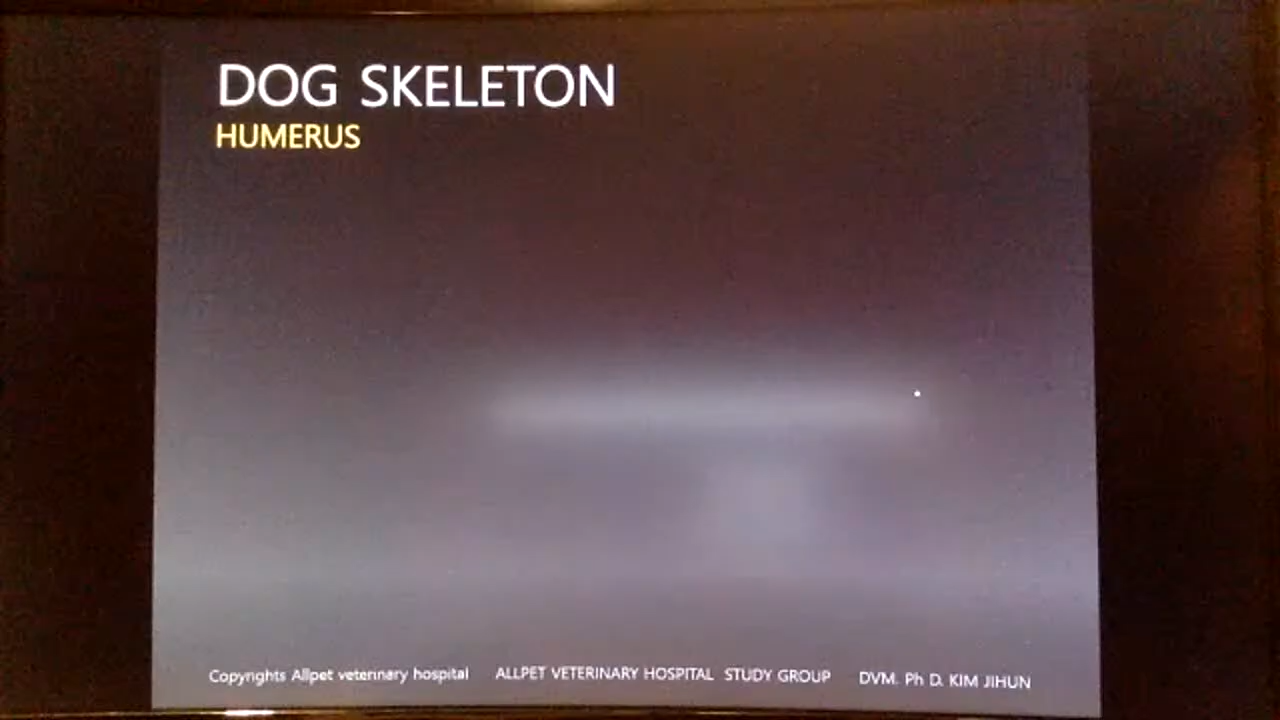 DOG SKELETON
HUMERUS
Copyrights Allpet veterinary hospital ALLPET VETERINARY HOSPITAL STUDY GROUP DVM. Ph D. KIM JIHUN